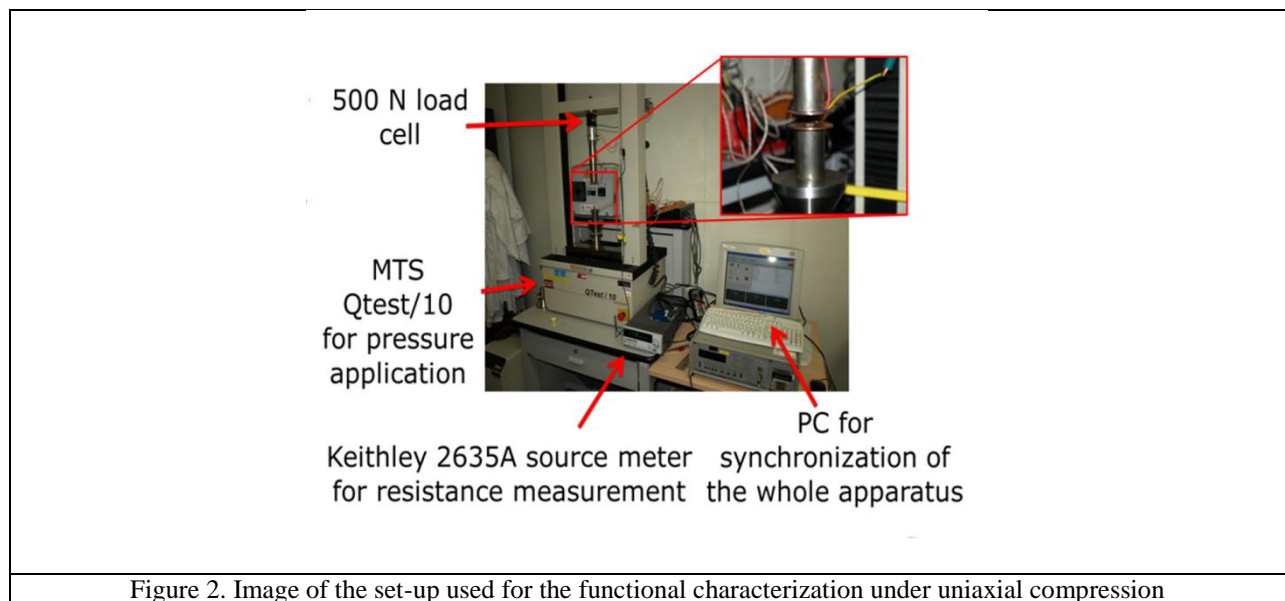 500 N load
cell
MTS
Qtest/10
for pressure
application
QTest / 10
Keithley 2635A source meter
for resistance measurement
PC for
synchronization of
the whole apparatus
Figure 2. Image of the set-up used for the functional characterization under uniaxial compression